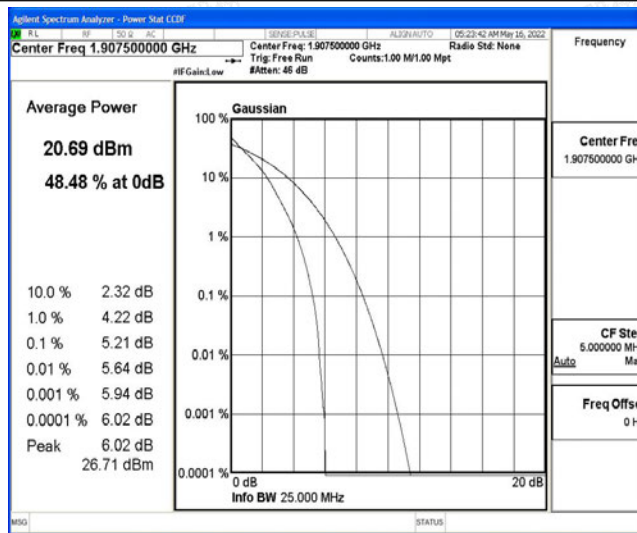 Agilent Spectrum Analyzer - Power Stat CCDF
RL RF 50 Ω AC SENSE:PULSE ALIGN AUTO 05:23:42 AM May 16, 2022
Center Freq 1.907500000 GHz
Center Freq: 1.907500000 GHz Radio Std: None
Trig: Free Run Counts:1.00 M/1.00 Mpt
#IFGain:Low #Atten: 46 dB
Frequency
Average Power
20.69 dBm
48.48 % at 0dB
10.0 % 2.32 dB
1.0 % 4.22 dB
0.1 % 5.21 dB
0.01 % 5.64 dB
0.001 % 5.94 dB
0.0001 % 6.02 dB
Peak 6.02 dB
26.71 dBm
Gaussian
100 %
10 %
1 %
0.1 %
0.01 %
0.001 %
0.0001 %
0 dB 20 dB
Info BW 25.000 MHz
Center Fre
1.907500000 GH
CF Ste
5.000000 MH
Auto Ma
Freq Offs
0 H
MSG STATUS